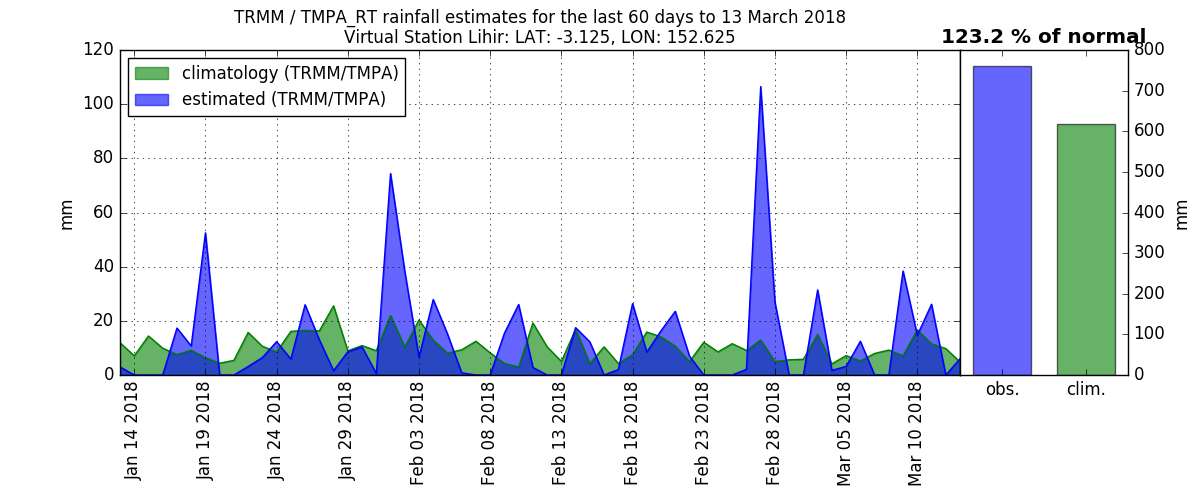 TRMM / TMPA_RT rainfall estimates for the last 60 days to 13 March 2018
Virtual Station Lihir: LAT: -3.125, LON: 152.625
123.2 % of normal
climatology (TRMM/TMPA)
estimated (TRMM/TMPA)
120
100
80
60
40
20
0
mm
Jan 14 2018
Jan 19 2018
Jan 24 2018
Jan 29 2018
Feb 03 2018
Feb 08 2018
Feb 13 2018
Feb 18 2018
Feb 23 2018
Feb 28 2018
Mar 05 2018
Mar 10 2018
800
700
600
500
400
300
200
100
0
mm
obs.
clim.